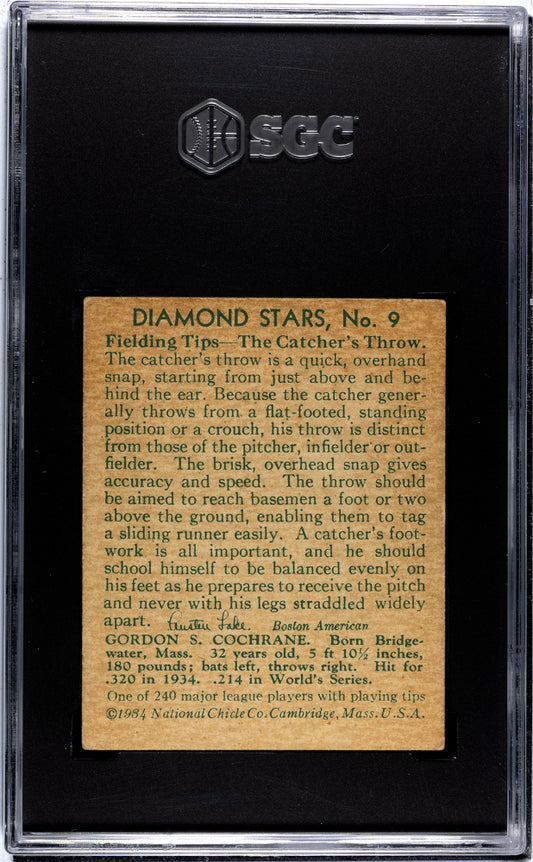 SGC
DIAMOND STARS, No. 9
Fielding Tips—The Catcher's Throw.
The catcher's throw is a quick, overhand
snap, starting from just above and be-
hind the ear. Because the catcher gener-
ally throws from a flat-footed, standing
position or a crouch, his throw is distinct
from those of the pitcher, infielder or out-
fielder. The brisk, overhead snap gives
accuracy and speed. The throw should
be aimed to reach basemen a foot or two
above the ground, enabling them to tag
a sliding runner easily. A catcher's foot-
work is all important, and he should
school himself to be balanced evenly on
his feet as he prepares to receive the pitch
and never with his legs straddled widely
apart. Austen Lake. Boston American
GORDON S. COCHRANE. Born Bridge-
water, Mass. 32 years old, 5 ft 10½ inches,
180 pounds; bats left, throws right. Hit for
.320 in 1934. .214 in World's Series.
One of 240 major league players with playing tips
©1934 National Chicle Co. Cambridge, Mass. U.S.A.